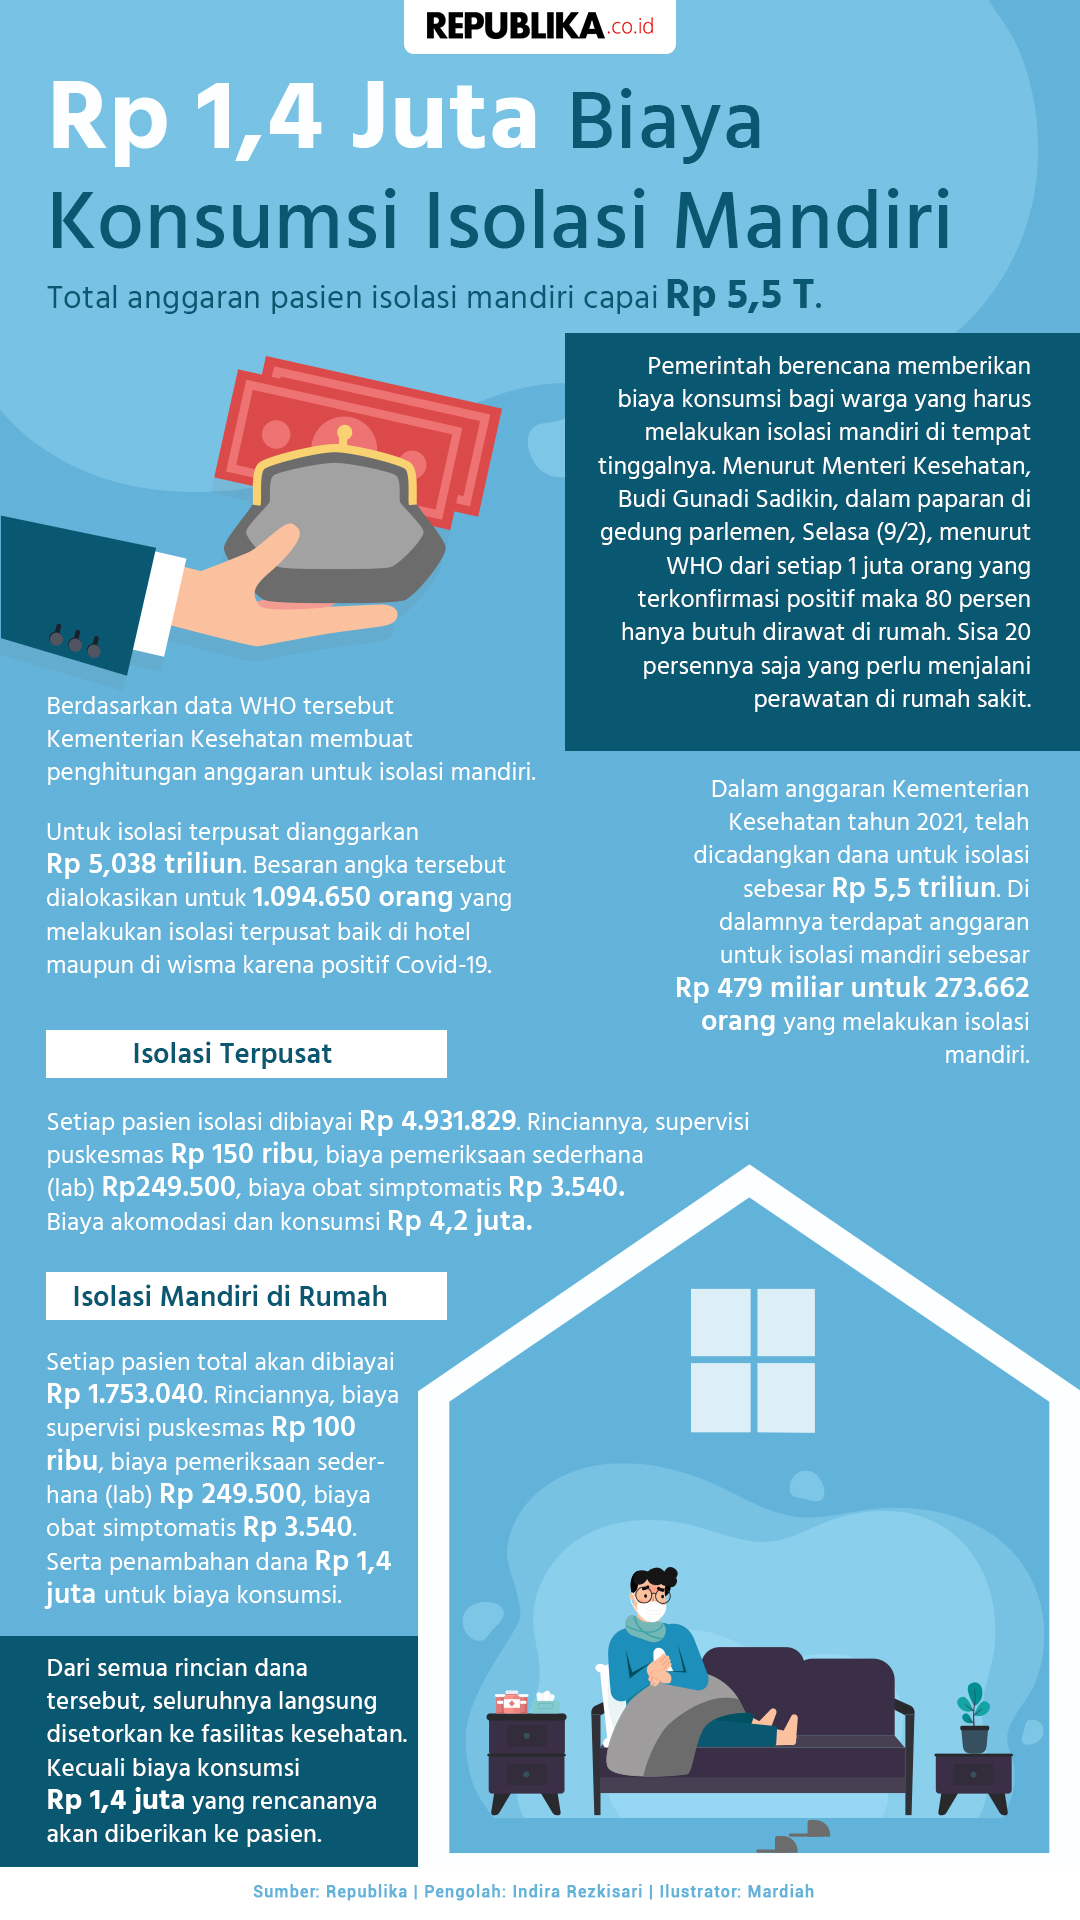 REPUBLIKA.co.id
Rp 1,4 Juta Biaya
Konsumsi Isolasi Mandiri
Total anggaran pasien isolasi mandiri capai Rp 5,5 T.
Pemerintah berencana memberikan
biaya konsumsi bagi warga yang harus
melakukan isolasi mandiri di tempat
tinggalnya. Menurut Menteri Kesehatan,
Budi Gunadi Sadikin, dalam paparan di
gedung parlemen, Selasa (9/2), menurut
WHO dari setiap 1 juta orang yang
terkonfirmasi positif maka 80 persen
hanya butuh dirawat di rumah. Sisa 20
persennya saja yang perlu menjalani
perawatan di rumah sakit.
Berdasarkan data WHO tersebut
Kementerian Kesehatan membuat
penghitungan anggaran untuk isolasi mandiri.
Untuk isolasi terpusat dianggarkan
Rp 5,038 triliun. Besaran angka tersebut
dialokasikan untuk 1.094.650 orang yang
melakukan isolasi terpusat baik di hotel
maupun di wisma karena positif Covid-19.
Dalam anggaran Kementerian
Kesehatan tahun 2021, telah
dicadangkan dana untuk isolasi
sebesar Rp 5,5 triliun. Di
dalamnya terdapat anggaran
untuk isolasi mandiri sebesar
Rp 479 miliar untuk 273.662
orang yang melakukan isolasi
mandiri.
Isolasi Terpusat
Setiap pasien isolasi dibiayai Rp 4.931.829. Rinciannya, supervisi
puskesmas Rp 150 ribu, biaya pemeriksaan sederhana
(lab) Rp249.500, biaya obat simptomatis Rp 3.540.
Biaya akomodasi dan konsumsi Rp 4,2 juta.
Isolasi Mandiri di Rumah
Setiap pasien total akan dibiayai
Rp 1.753.040. Rinciannya, biaya
supervisi puskesmas Rp 100
ribu, biaya pemeriksaan seder-
hana (lab) Rp 249.500, biaya
obat simptomatis Rp 3.540.
Serta penambahan dana Rp 1,4
juta untuk biaya konsumsi.
Dari semua rincian dana
tersebut, seluruhnya langsung
disetorkan ke fasilitas kesehatan.
Kecuali biaya konsumsi
Rp 1,4 juta yang rencananya
akan diberikan ke pasien.
Sumber: Republika | Pengolah: Indira Rezkisari | Ilustrator: Mardiah